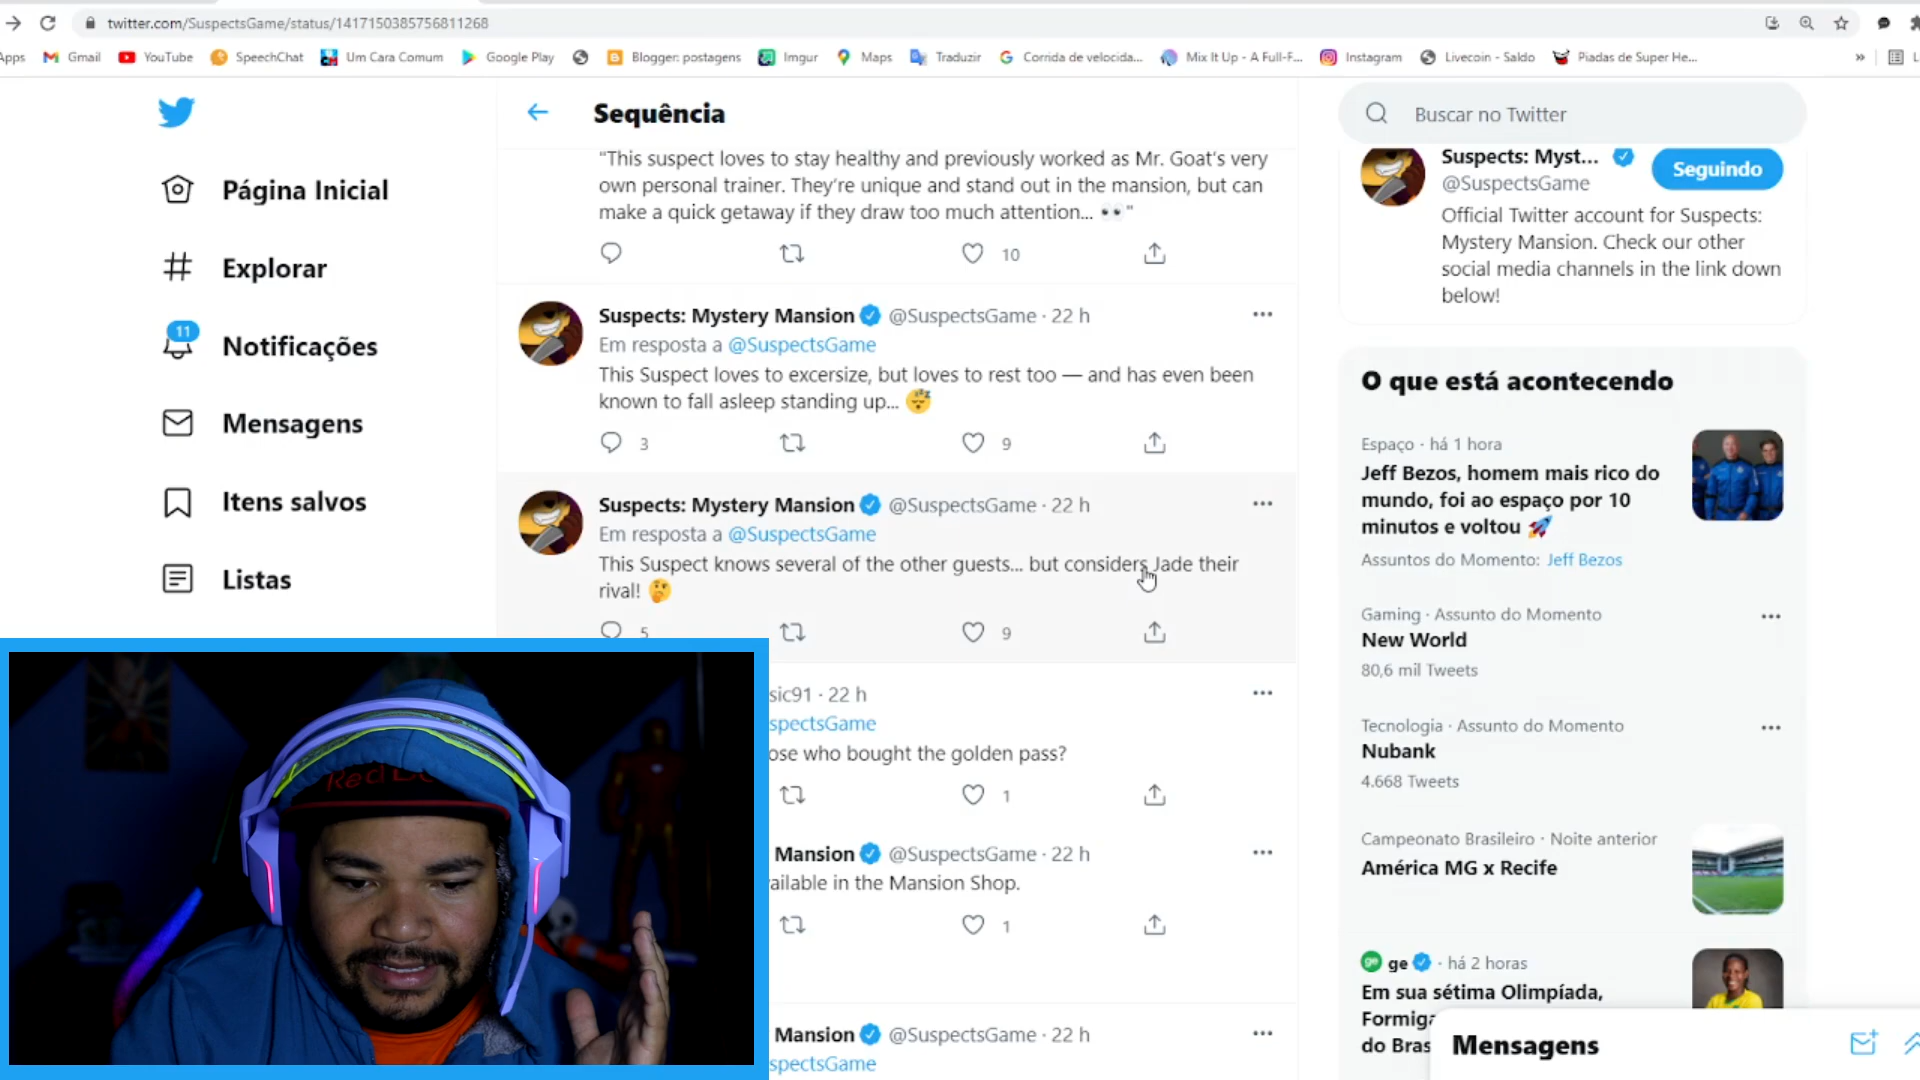 twitter.com/SuspectsGame/status/1417150385756811268
Apps Gmail YouTube SpeechChat Um Cara Comum Google Play Blogger: postagens Imgur Maps Traduzir Corrida de velocida... Mix It Up - A Full-F... Instagram Livecoin - Saldo Piadas de Super He... »
Página Inicial
Explorar
11
Notificações
Mensagens
Itens salvos
Listas
Sequência
"This suspect loves to stay healthy and previously worked as Mr. Goat's very
own personal trainer. They're unique and stand out in the mansion, but can
make a quick getaway if they draw too much attention... 👀"
10
Suspects: Mystery Mansion @SuspectsGame · 22 h
Em resposta a @SuspectsGame
This Suspect loves to excersize, but loves to rest too — and has even been
known to fall asleep standing up... 😴
3 9
Suspects: Mystery Mansion @SuspectsGame · 22 h
Em resposta a @SuspectsGame
This Suspect knows several of the other guests... but considers Jade their
rival! 🤔
5 9
sic91 · 22 h
spectsGame
ose who bought the golden pass?
1
Mansion @SuspectsGame · 22 h
ailable in the Mansion Shop.
1
Mansion @SuspectsGame · 22 h
spectsGame
Buscar no Twitter
Suspects: Myst...
Seguindo
@SuspectsGame
Official Twitter account for Suspects:
Mystery Mansion. Check our other
social media channels in the link down
below!
O que está acontecendo
Espaço · há 1 hora
Jeff Bezos, homem mais rico do
mundo, foi ao espaço por 10
minutos e voltou 🚀
Assuntos do Momento: Jeff Bezos
Gaming · Assunto do Momento
New World
80,6 mil Tweets
Tecnologia · Assunto do Momento
Nubank
4.668 Tweets
Campeonato Brasileiro · Noite anterior
América MG x Recife
ge ge · há 2 horas
Em sua sétima Olimpíada,
Formiga
do Bras
Mensagens
Red